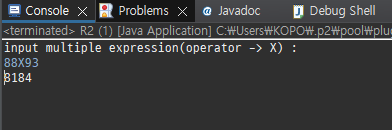 Console Problems @ Javadoc Debug Shell
<terminated> R2 (1) [Java Application] C:₩Users₩KOPO₩.p2₩pool₩plu
input multiple expression(operator -> X) :
88X93
8184